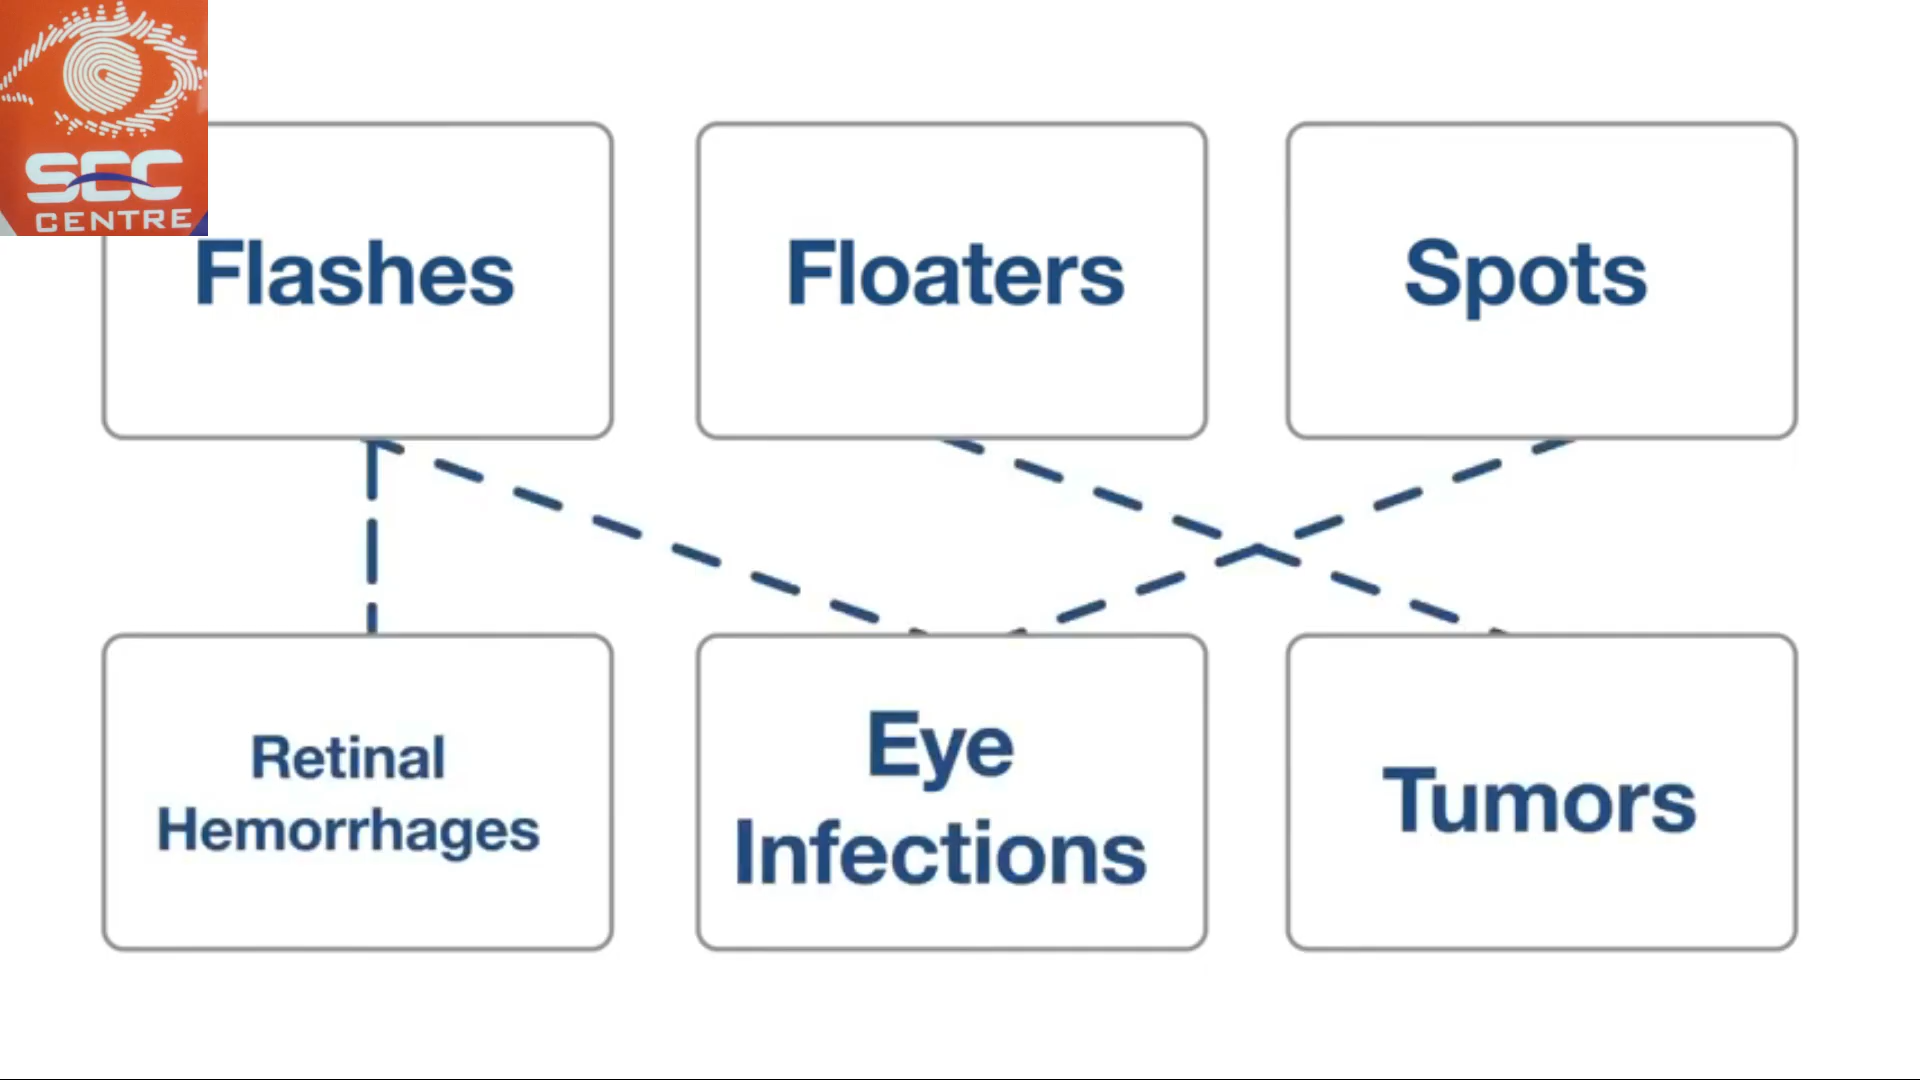 SEC
CENTRE
Flashes
Floaters
Spots
Retinal
Hemorrhages
Eye
Infections
Tumors